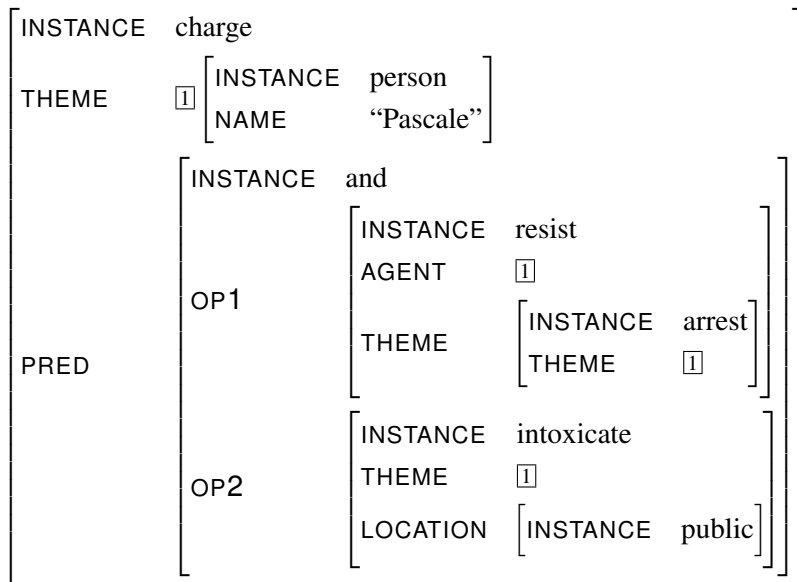 INSTANCE charge
THEME 1 INSTANCE person
NAME “Pascale”
PRED INSTANCE and
OP1 INSTANCE resist
AGENT 1
THEME INSTANCE arrest
THEME 1
OP2 INSTANCE intoxicate
THEME 1
LOCATION INSTANCE public